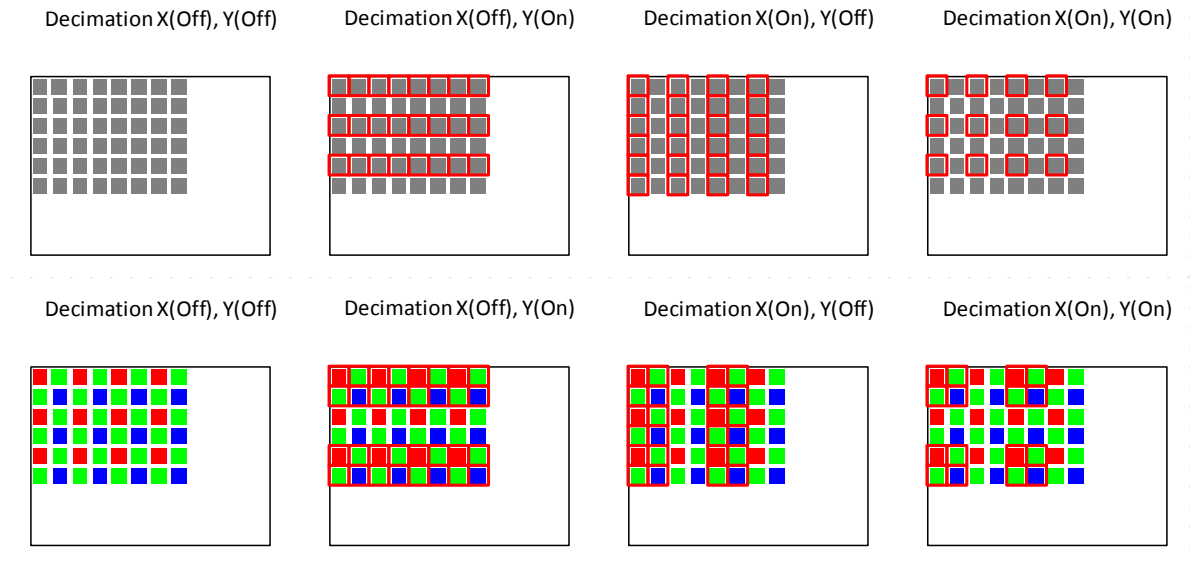 Decimation X(Off), Y(Off)
Decimation X(Off), Y(On)
Decimation X(On), Y(Off)
Decimation X(On), Y(On)
Decimation X(Off), Y(Off)
Decimation X(Off), Y(On)
Decimation X(On), Y(Off)
Decimation X(On), Y(On)